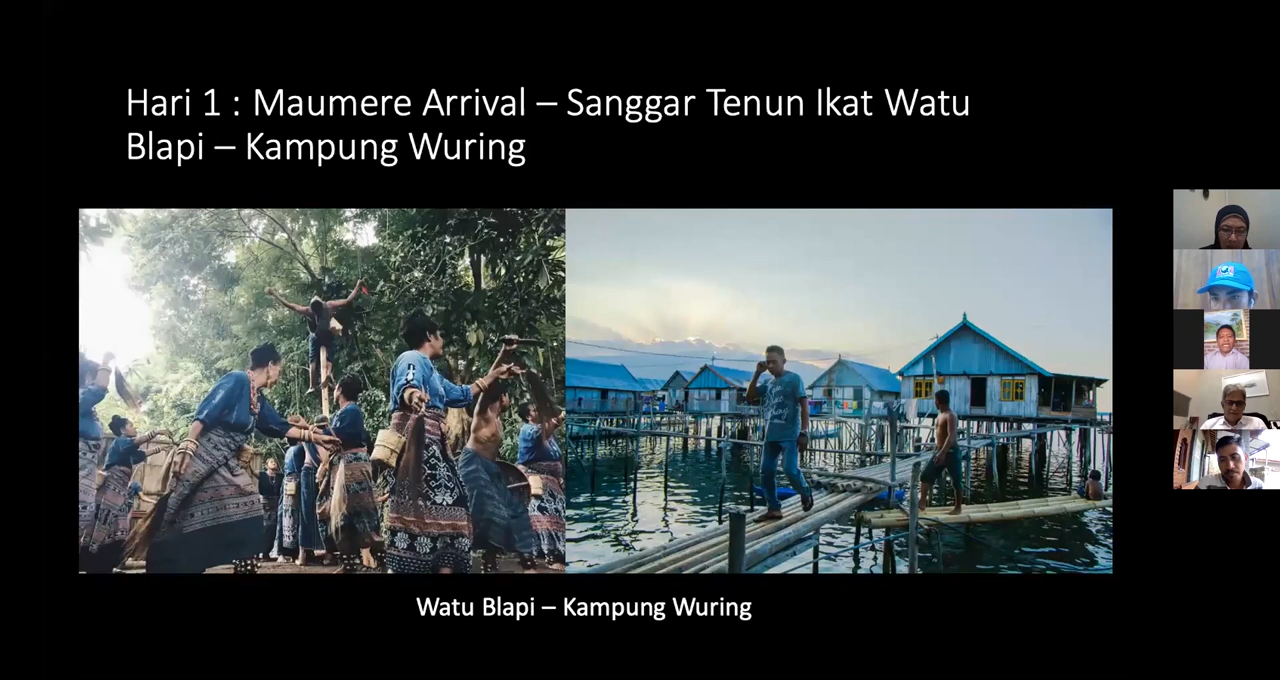 Hari 1 : Maumere Arrival – Sanggar Tenun Ikat Watu
Blapi – Kampung Wuring
Watu Blapi – Kampung Wuring